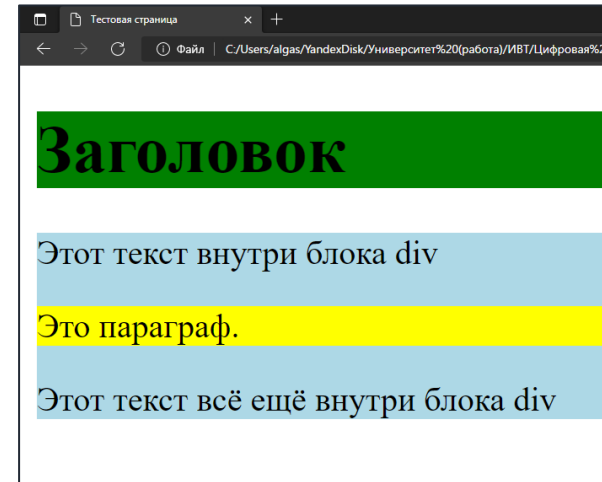 Тестовая страница
Файл C:/Users/algas/YandexDisk/Университет%20(работа)/ИВТ/Цифровая%2
Заголовок
Этот текст внутри блока div
Это параграф.
Этот текст всё ещё внутри блока div